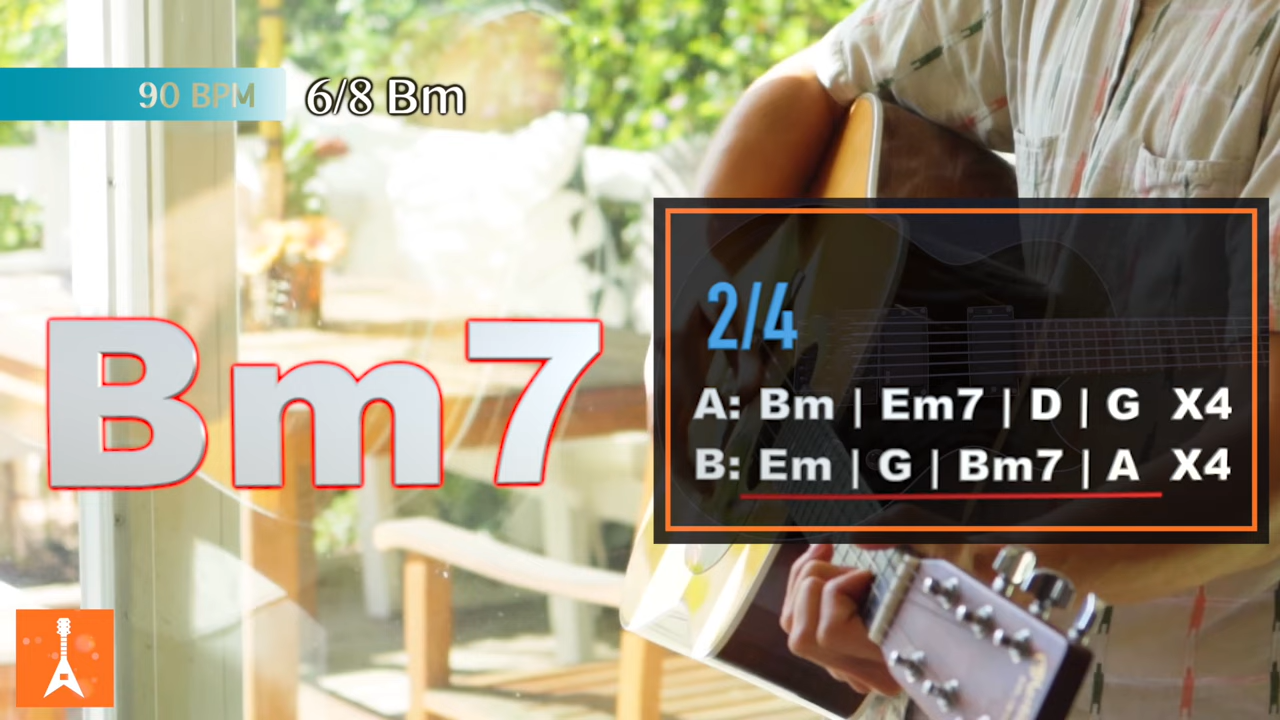 90 BPM 6/8 Bm
Bm7
2/4
A: Bm | Em7 | D | G X4
B: Em | G | Bm7 | A X4